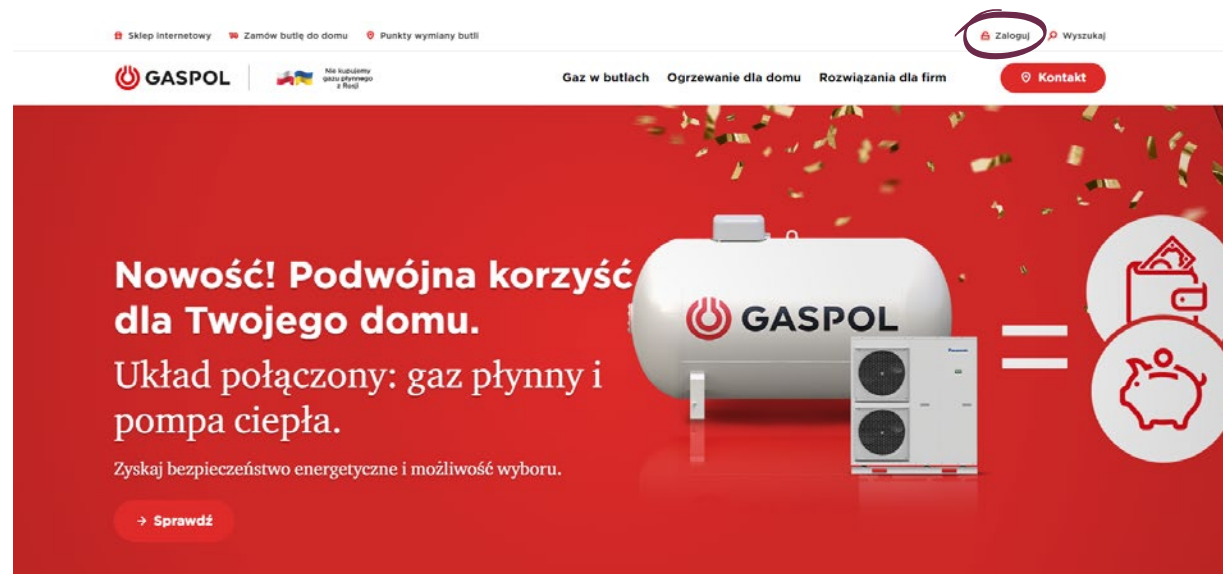 Sklep internetowy Zamów butlę do domu Punkty wymiany butli Zaloguj Wyszukaj
GASPOL
Nie kupujemy
gazu płynnego
z Rosji
Gaz w butlach Ogrzewanie dla domu Rozwiązania dla firm Kontakt
Nowość! Podwójna korzyść
dla Twojego domu.
Układ połączony: gaz płynny i
pompa ciepła.
Zyskaj bezpieczeństwo energetyczne i możliwość wyboru.
→ Sprawdź
GASPOL
Panasonic
=